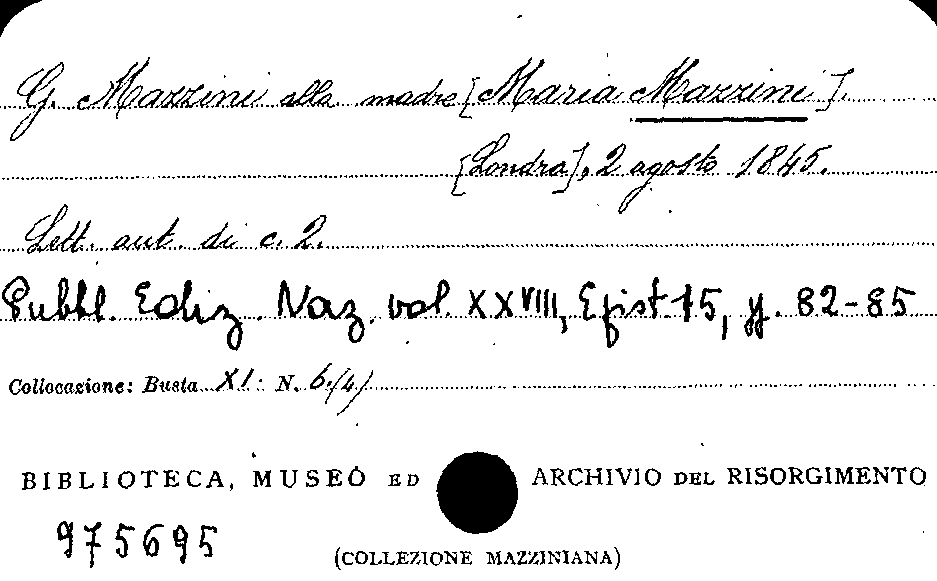 G. Mazzini alla madre [Maria Mazzini].
[Londra], 2 agosto 1845.
Lett. aut. di c. 2.
Pubbl. Ediz. Naz. vol. XXVIII, Epist. 15, p. 82-85
Collocazione: Busta XI: N. 6(4)
BIBLIOTECA, MUSEO ED ARCHIVIO DEL RISORGIMENTO
975695
(COLLEZIONE MAZZINIANA)